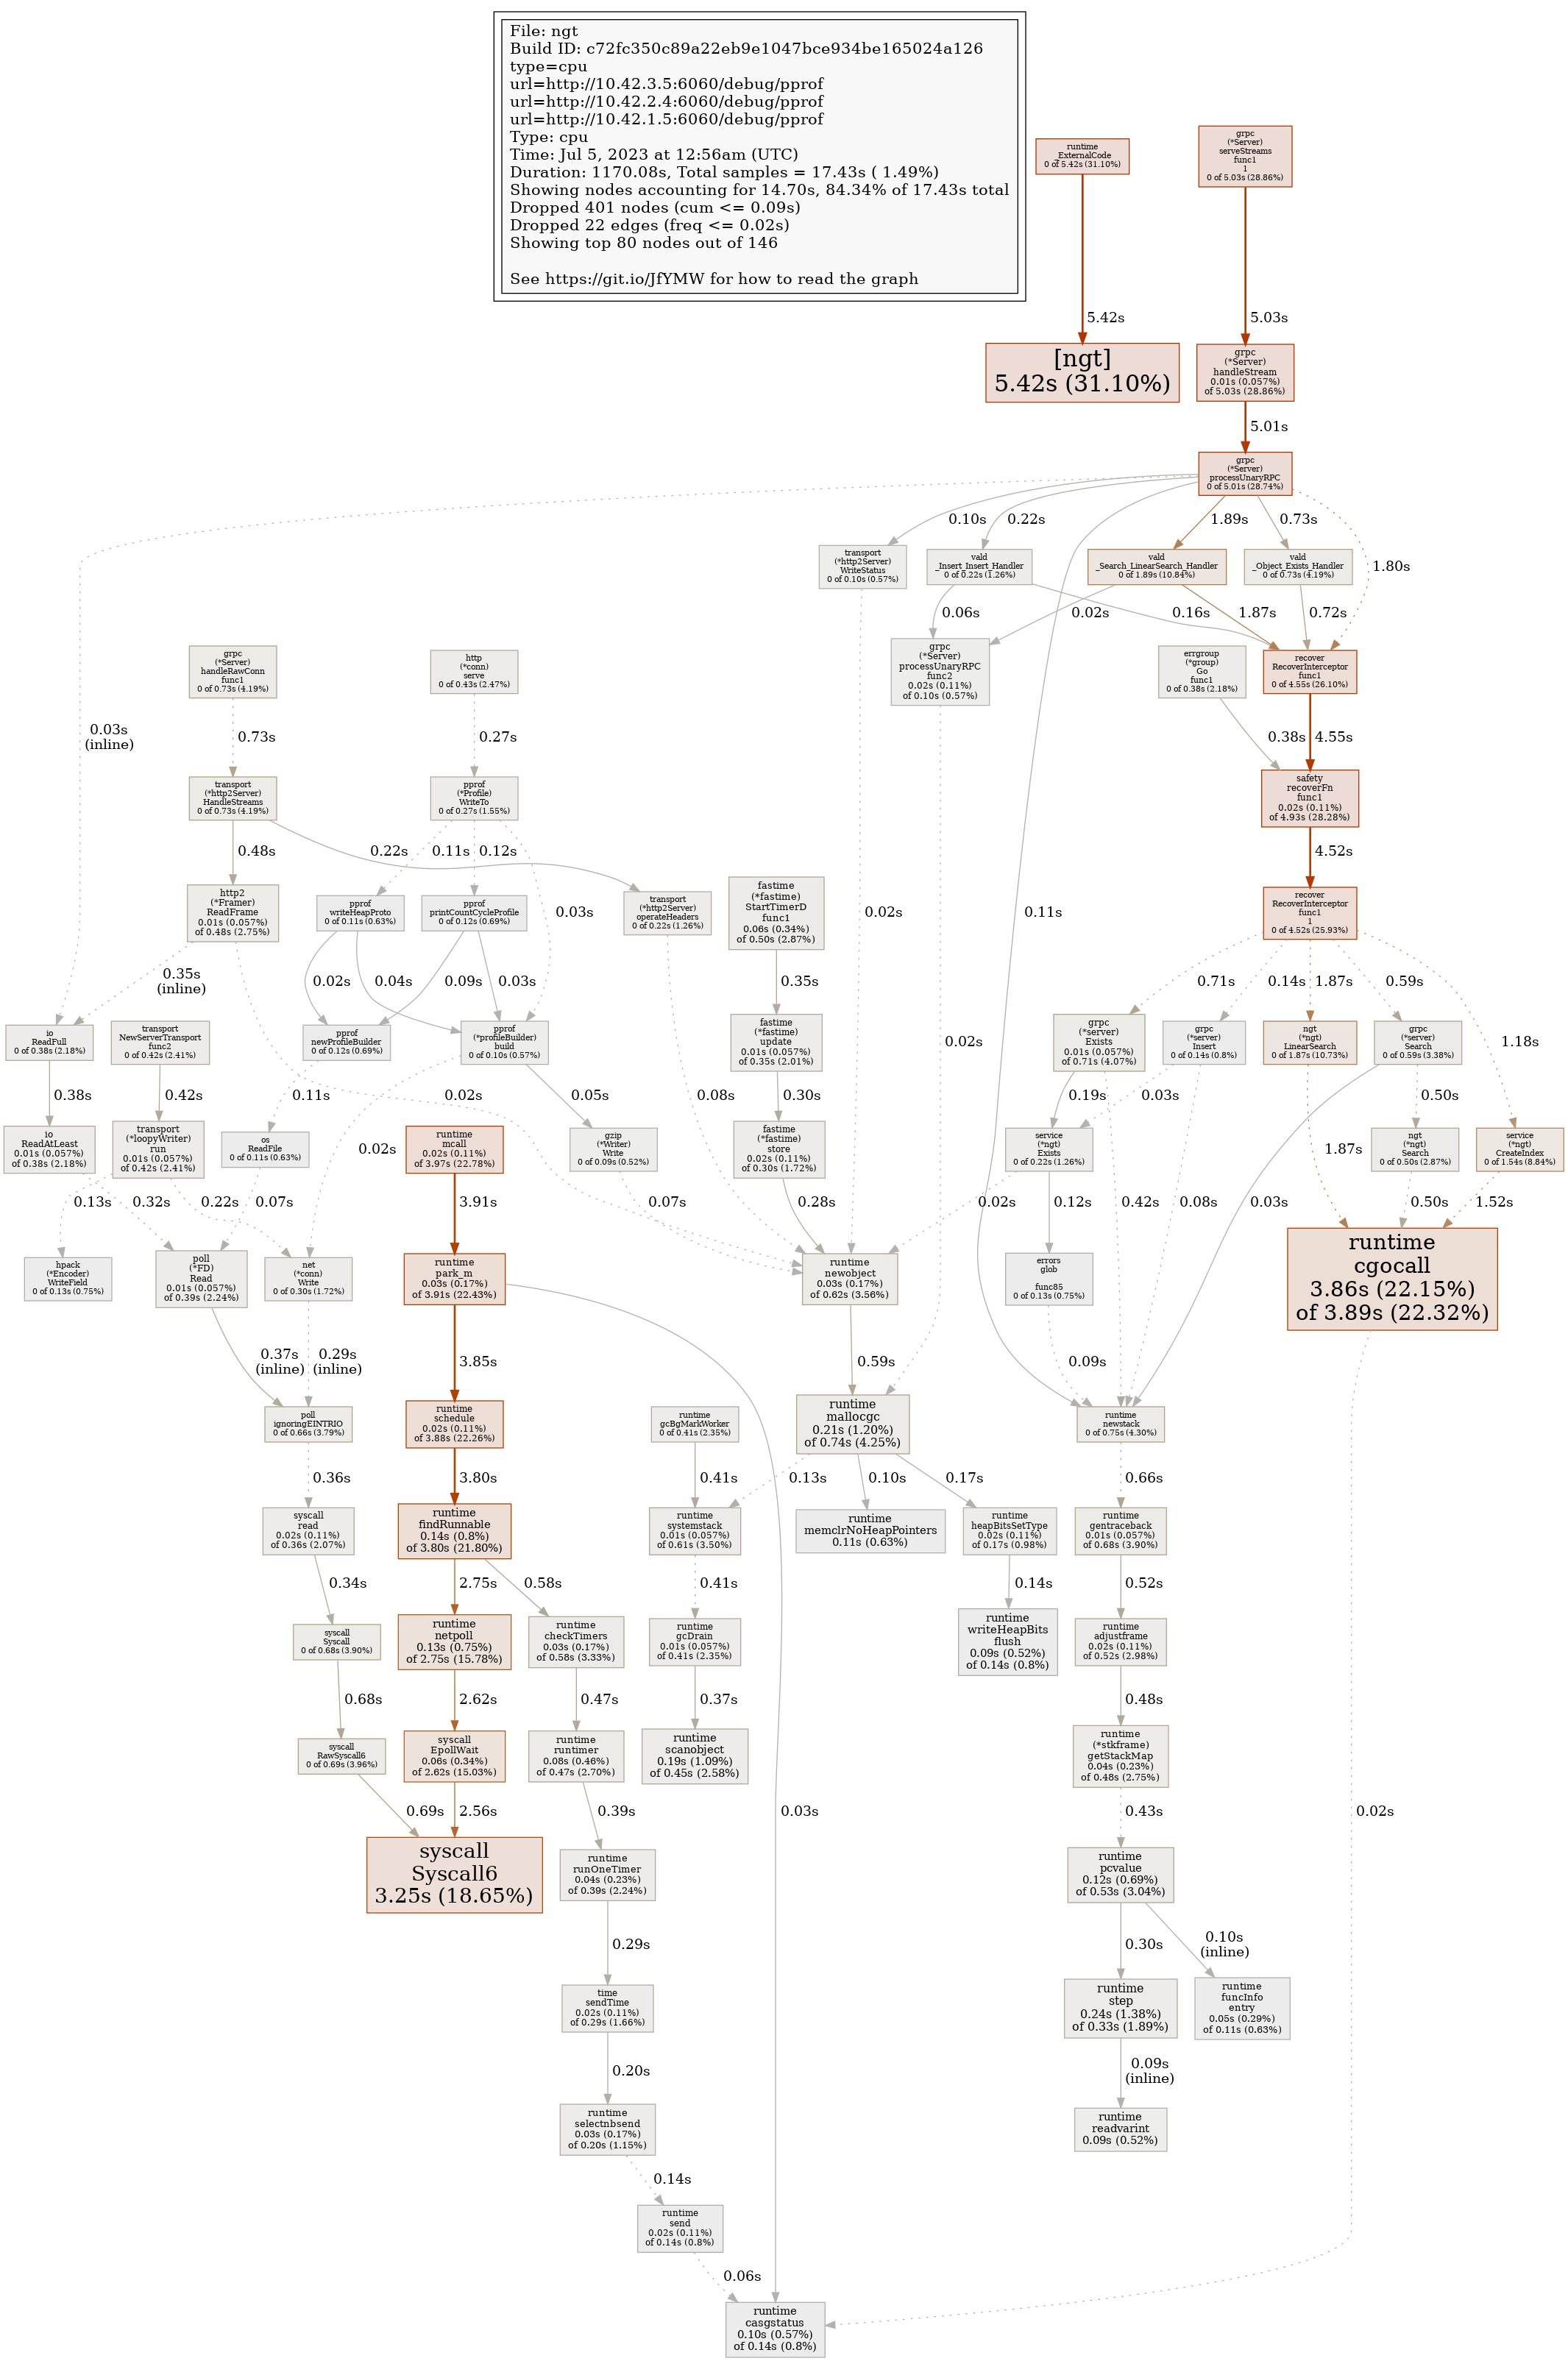 File: ngt
Build ID: c72fc350c89a22eb9e1047bce934be165024a126
type=cpu
url=http://10.42.3.5:6060/debug/pprof
url=http://10.42.2.4:6060/debug/pprof
url=http://10.42.1.5:6060/debug/pprof
Type: cpu
Time: Jul 5, 2023 at 12:56am (UTC)
Duration: 1170.08s, Total samples = 17.43s ( 1.49%)
Showing nodes accounting for 14.70s, 84.34% of 17.43s total
Dropped 401 nodes (cum <= 0.09s)
Dropped 22 edges (freq <= 0.02s)
Showing top 80 nodes out of 146
See https://git.io/JfYMW for how to read the graph
runtime
_ExternalCode
0 of 5.42s (31.10%)
grpc
(*Server)
serveStreams
func1
1
0 of 5.03s (28.86%)
5.42s
5.03s
[ngt]
5.42s (31.10%)
grpc
(*Server)
handleStream
0.01s (0.057%)
of 5.03s (28.86%)
5.01s
grpc
(*Server)
processUnaryRPC
0 of 5.01s (28.74%)
0.10s
0.22s
1.89s
0.73s
1.80s
transport
(*http2Server)
WriteStatus
0 of 0.10s (0.57%)
vald
_Insert_Insert_Handler
0 of 0.22s (1.26%)
vald
_Search_LinearSearch_Handler
0 of 1.89s (10.84%)
vald
_Object_Exists_Handler
0 of 0.73s (4.19%)
0.06s
0.02s
0.16s
1.87s
0.72s
grpc
(*Server)
handleRawConn
func1
0 of 0.73s (4.19%)
http
(*conn)
serve
0 of 0.43s (2.47%)
grpc
(*Server)
processUnaryRPC
func2
0.02s (0.11%)
of 0.10s (0.57%)
errgroup
(*group)
Go
func1
0 of 0.38s (2.18%)
recover
RecoverInterceptor
func1
0 of 4.55s (26.10%)
0.03s
(inline)
0.73s
0.27s
0.38s
4.55s
transport
(*http2Server)
HandleStreams
0 of 0.73s (4.19%)
pprof
(*Profile)
WriteTo
0 of 0.27s (1.55%)
safety
recoverFn
func1
0.02s (0.11%)
of 4.93s (28.28%)
0.48s
0.22s
0.11s
0.12s
4.52s
http2
(*Framer)
ReadFrame
0.01s (0.057%)
of 0.48s (2.75%)
pprof
writeHeapProto
0 of 0.11s (0.63%)
pprof
printCountCycleProfile
0 of 0.12s (0.69%)
0.03s
transport
(*http2Server)
operateHeaders
0 of 0.22s (1.26%)
fastime
(*fastime)
StartTimerD
func1
0.06s (0.34%)
of 0.50s (2.87%)
0.02s
0.11s
recover
RecoverInterceptor
func1
1
0 of 4.52s (25.93%)
0.35s
(inline)
0.02s
0.04s
0.09s
0.03s
0.35s
0.71s
0.14s
1.87s
0.59s
io
ReadFull
0 of 0.38s (2.18%)
transport
NewServerTransport
func2
0 of 0.42s (2.41%)
pprof
newProfileBuilder
0 of 0.12s (0.69%)
pprof
(*profileBuilder)
build
0 of 0.10s (0.57%)
fastime
(*fastime)
update
0.01s (0.057%)
of 0.35s (2.01%)
0.02s
grpc
(*server)
Exists
0.01s (0.057%)
of 0.71s (4.07%)
grpc
(*server)
Insert
0 of 0.14s (0.8%)
ngt
(*ngt)
LinearSearch
0 of 1.87s (10.73%)
grpc
(*server)
Search
0 of 0.59s (3.38%)
1.18s
0.38s
0.42s
0.11s
0.02s
0.05s
0.08s
0.30s
0.19s
0.03s
0.50s
io
ReadAtLeast
0.01s (0.057%)
of 0.38s (2.18%)
transport
(*loopyWriter)
run
0.01s (0.057%)
of 0.42s (2.41%)
os
ReadFile
0 of 0.11s (0.63%)
0.02s
runtime
mcall
0.02s (0.11%)
of 3.97s (22.78%)
gzip
(*Writer)
Write
0 of 0.09s (0.52%)
fastime
(*fastime)
store
0.02s (0.11%)
of 0.30s (1.72%)
service
(*ngt)
Exists
0 of 0.22s (1.26%)
1.87s
ngt
(*ngt)
Search
0 of 0.50s (2.87%)
service
(*ngt)
CreateIndex
0 of 1.54s (8.84%)
0.13s
0.32s
0.22s
0.07s
3.91s
0.07s
0.28s
0.02s
0.12s
0.42s
0.08s
0.03s
0.50s
1.52s
hpack
(*Encoder)
WriteField
0 of 0.13s (0.75%)
poll
(*FD)
Read
0.01s (0.057%)
of 0.39s (2.24%)
net
(*conn)
Write
0 of 0.30s (1.72%)
runtime
park_m
0.03s (0.17%)
of 3.91s (22.43%)
runtime
newobject
0.03s (0.17%)
of 0.62s (3.56%)
errors
glob
func85
0 of 0.13s (0.75%)
runtime
cgocall
3.86s (22.15%)
of 3.89s (22.32%)
0.37s
(inline)
0.29s
(inline)
3.85s
0.59s
0.09s
poll
ignoringEINTRIO
0 of 0.66s (3.79%)
runtime
schedule
0.02s (0.11%)
of 3.88s (22.26%)
runtime
gcBgMarkWorker
0 of 0.41s (2.35%)
runtime
mallocgc
0.21s (1.20%)
of 0.74s (4.25%)
runtime
newstack
0 of 0.75s (4.30%)
0.36s
3.80s
0.41s
0.13s
0.10s
0.17s
0.66s
syscall
read
0.02s (0.11%)
of 0.36s (2.07%)
runtime
findRunnable
0.14s (0.8%)
of 3.80s (21.80%)
runtime
systemstack
0.01s (0.057%)
of 0.61s (3.50%)
runtime
memclrNoHeapPointers
0.11s (0.63%)
runtime
heapBitsSetType
0.02s (0.11%)
of 0.17s (0.98%)
runtime
gentraceback
0.01s (0.057%)
of 0.68s (3.90%)
0.34s
2.75s
0.58s
0.41s
0.14s
0.52s
syscall
Syscall
0 of 0.68s (3.90%)
runtime
netpoll
0.13s (0.75%)
of 2.75s (15.78%)
runtime
checkTimers
0.03s (0.17%)
of 0.58s (3.33%)
runtime
gcDrain
0.01s (0.057%)
of 0.41s (2.35%)
runtime
writeHeapBits
flush
0.09s (0.52%)
of 0.14s (0.8%)
runtime
adjustframe
0.02s (0.11%)
of 0.52s (2.98%)
0.68s
2.62s
0.47s
0.37s
0.48s
syscall
RawSyscall6
0 of 0.69s (3.96%)
syscall
EpollWait
0.06s (0.34%)
of 2.62s (15.03%)
runtime
runtimer
0.08s (0.46%)
of 0.47s (2.70%)
runtime
scanobject
0.19s (1.09%)
of 0.45s (2.58%)
runtime
(*stkframe)
getStackMap
0.04s (0.23%)
of 0.48s (2.75%)
0.69s
2.56s
0.39s
0.03s
0.43s
0.02s
syscall
Syscall6
3.25s (18.65%)
runtime
runOneTimer
0.04s (0.23%)
of 0.39s (2.24%)
runtime
pcvalue
0.12s (0.69%)
of 0.53s (3.04%)
0.29s
0.30s
0.10s
(inline)
time
sendTime
0.02s (0.11%)
of 0.29s (1.66%)
runtime
step
0.24s (1.38%)
of 0.33s (1.89%)
runtime
funcInfo
entry
0.05s (0.29%)
of 0.11s (0.63%)
0.20s
0.09s
(inline)
runtime
selectnbsend
0.03s (0.17%)
of 0.20s (1.15%)
runtime
readvarint
0.09s (0.52%)
0.14s
runtime
send
0.02s (0.11%)
of 0.14s (0.8%)
0.06s
runtime
casgstatus
0.10s (0.57%)
of 0.14s (0.8%)